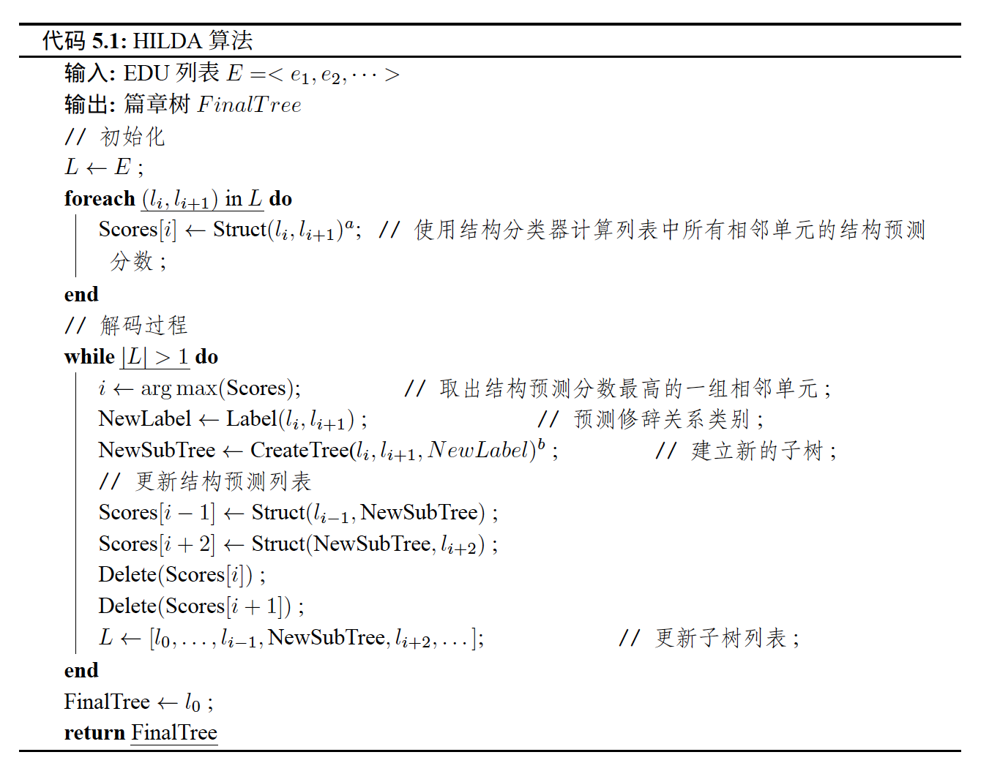 代码 5.1: HILDA 算法
输入: EDU 列表 E =< e₁, e₂, ··· >
输出: 篇章树 FinalTree
// 初始化
L ← E ;
foreach (lᵢ, lᵢ₊₁) in L do
Scores[i] ← Struct(lᵢ, lᵢ₊₁)ᵃ; // 使用结构分类器计算列表中所有相邻单元的结构预测
分数 ;
end
// 解码过程
while |L| > 1 do
i ← arg max(Scores); // 取出结构预测分数最高的一组相邻单元 ;
NewLabel ← Label(lᵢ, lᵢ₊₁) ; // 预测修辞关系类别 ;
NewSubTree ← CreateTree(lᵢ, lᵢ₊₁, NewLabel)ᵇ ; // 建立新的子树 ;
// 更新结构预测列表
Scores[i − 1] ← Struct(lᵢ₋₁, NewSubTree) ;
Scores[i + 2] ← Struct(NewSubTree, lᵢ₊₂) ;
Delete(Scores[i]) ;
Delete(Scores[i + 1]) ;
L ← [l₀, . . . , lᵢ₋₁, NewSubTree, lᵢ₊₂, . . . ]; // 更新子树列表 ;
end
FinalTree ← l₀ ;
return FinalTree